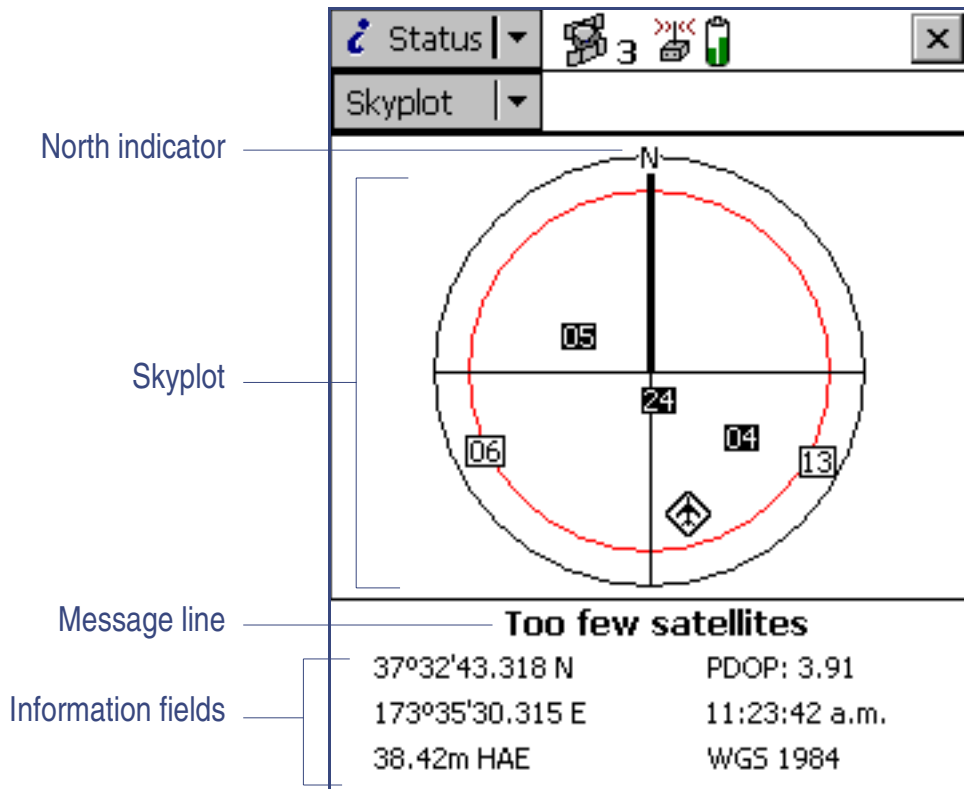 Status
3
Skyplot
North indicator
N
Skyplot
05
24
04
06
13
Message line
Too few satellites
Information fields
37º32'43.318 N
PDOP: 3.91
173º35'30.315 E
11:23:42 a.m.
38.42m HAE
WGS 1984